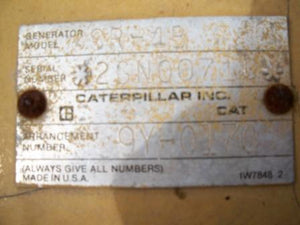 GENERATOR
MODEL
SERIAL
NUMBER
CATERPILLAR INC.
CAT
ARRANGEMENT
NUMBER
(ALWAYS GIVE ALL NUMBERS)
MADE IN U.S.A. 1W7848 2